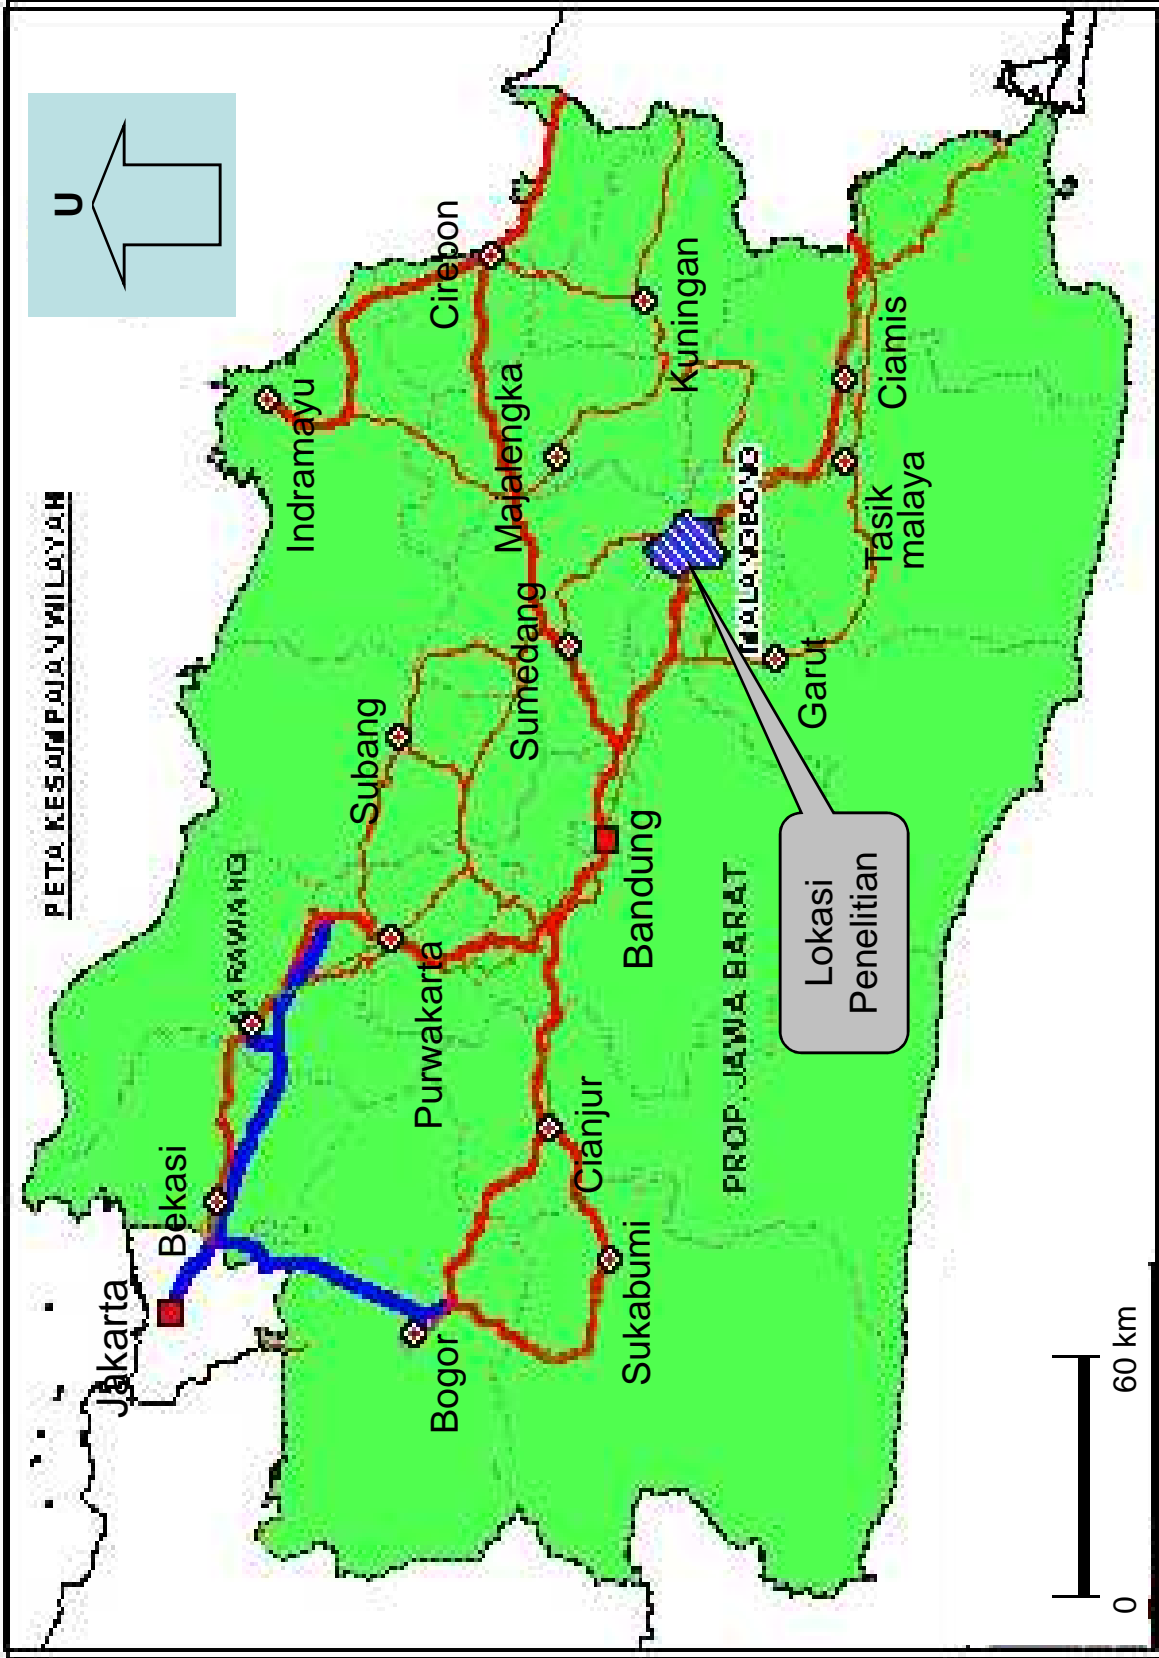 PETA KESAMPAIAN WILAYAH
U
Jakarta
Bekasi
KARAWANG
Indramayu
Subang
Purwakarta
Cirebon
Bogor
Majalengka
Sumedang
Cianjur
Sukabumi
Bandung
Kuningan
MALANGBONG
PROP. JAWA BARAT
Garut
Tasik
malaya
Ciamis
Lokasi
Penelitian
0
60 km